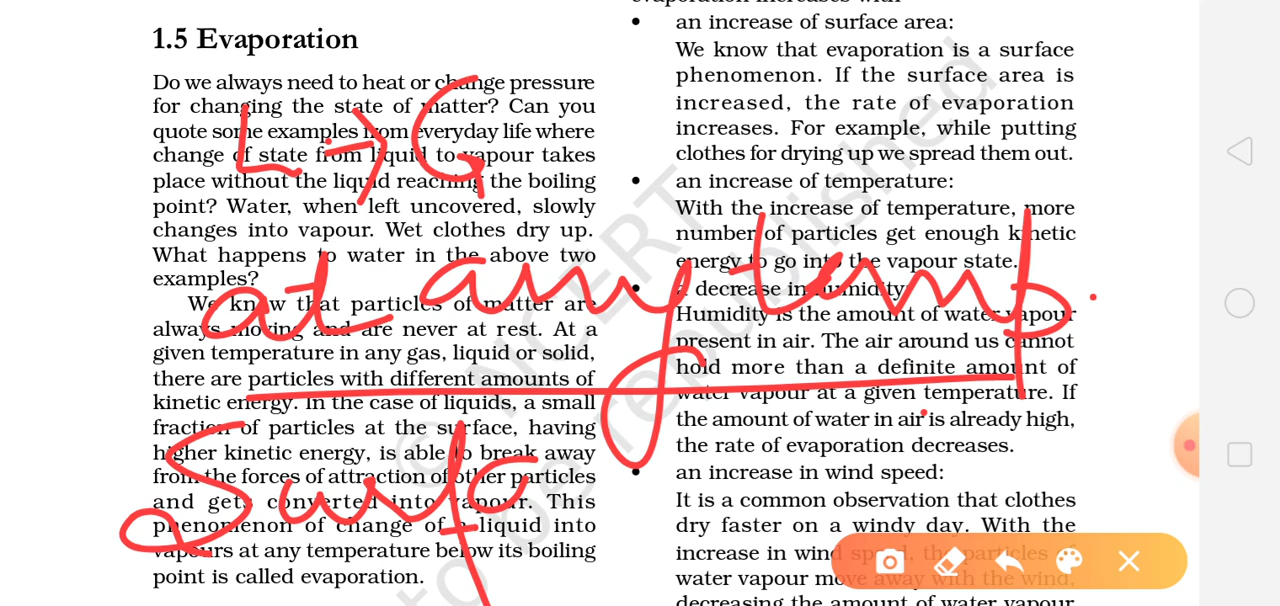 1.5 Evaporation
Do we always need to heat or change pressure
for changing the state of matter? Can you
quote some examples from everyday life where
change of state from liquid to vapour takes
place without the liquid reaching the boiling
point? Water, when left uncovered, slowly
changes into vapour. Wet clothes dry up.
What happens to water in the above two
examples?
We know that particles of matter are
always moving and are never at rest. At a
given temperature in any gas, liquid or solid,
there are particles with different amounts of
kinetic energy. In the case of liquids, a small
fraction of particles at the surface, having
higher kinetic energy, is able to break away
from the forces of attraction of other particles
and gets converted into vapour. This
phenomenon of change of a liquid into
vapours at any temperature below its boiling
point is called evaporation.
evaporation increases with
• an increase of surface area:
We know that evaporation is a surface
phenomenon. If the surface area is
increased, the rate of evaporation
increases. For example, while putting
clothes for drying up we spread them out.
• an increase of temperature:
With the increase of temperature, more
number of particles get enough kinetic
energy to go into the vapour state.
• a decrease in humidity:
Humidity is the amount of water vapour
present in air. The air around us cannot
hold more than a definite amount of
water vapour at a given temperature. If
the amount of water in air is already high,
the rate of evaporation decreases.
• an increase in wind speed:
It is a common observation that clothes
dry faster on a windy day. With the
increase in wind speed, the particles of
water vapour move away with the wind,
decreasing the amount of water vapour
L → G
at any temp.
Surf
© NCERT
to be republished